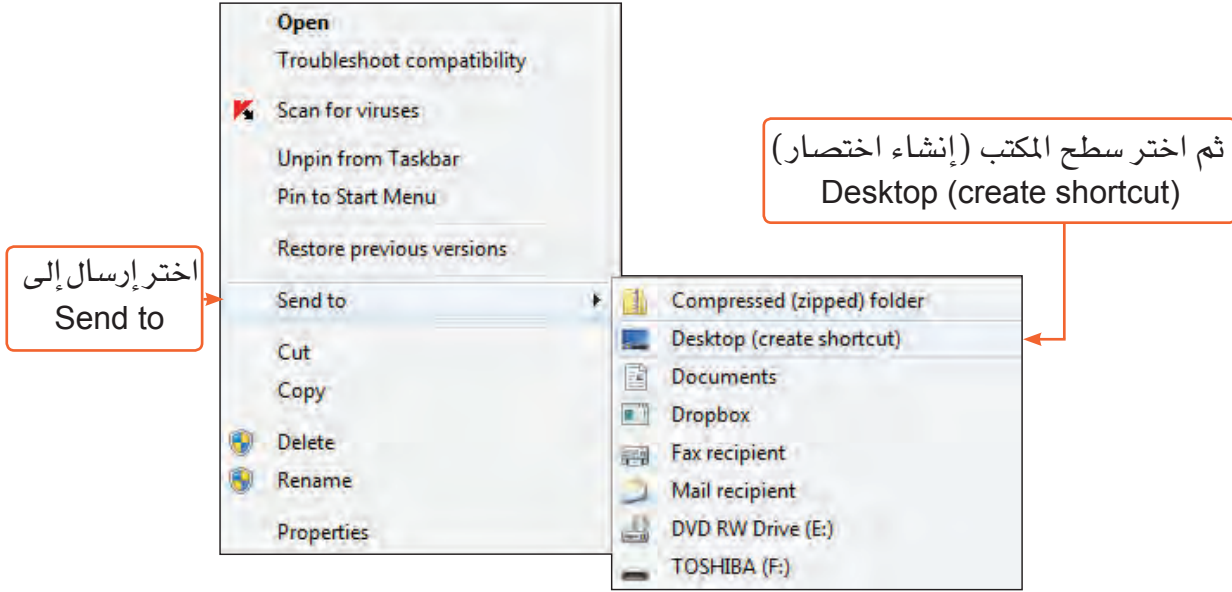 Open
Troubleshoot compatibility
Scan for viruses
Unpin from Taskbar
Pin to Start Menu
Restore previous versions
Send to
Cut
Copy
Delete
Rename
Properties
اختر إرسال إلى
Send to
ثم اختر سطح المكتب (إنشاء اختصار)
Desktop (create shortcut)
Compressed (zipped) folder
Desktop (create shortcut)
Documents
Dropbox
Fax recipient
Mail recipient
DVD RW Drive (E:)
TOSHIBA (F:)